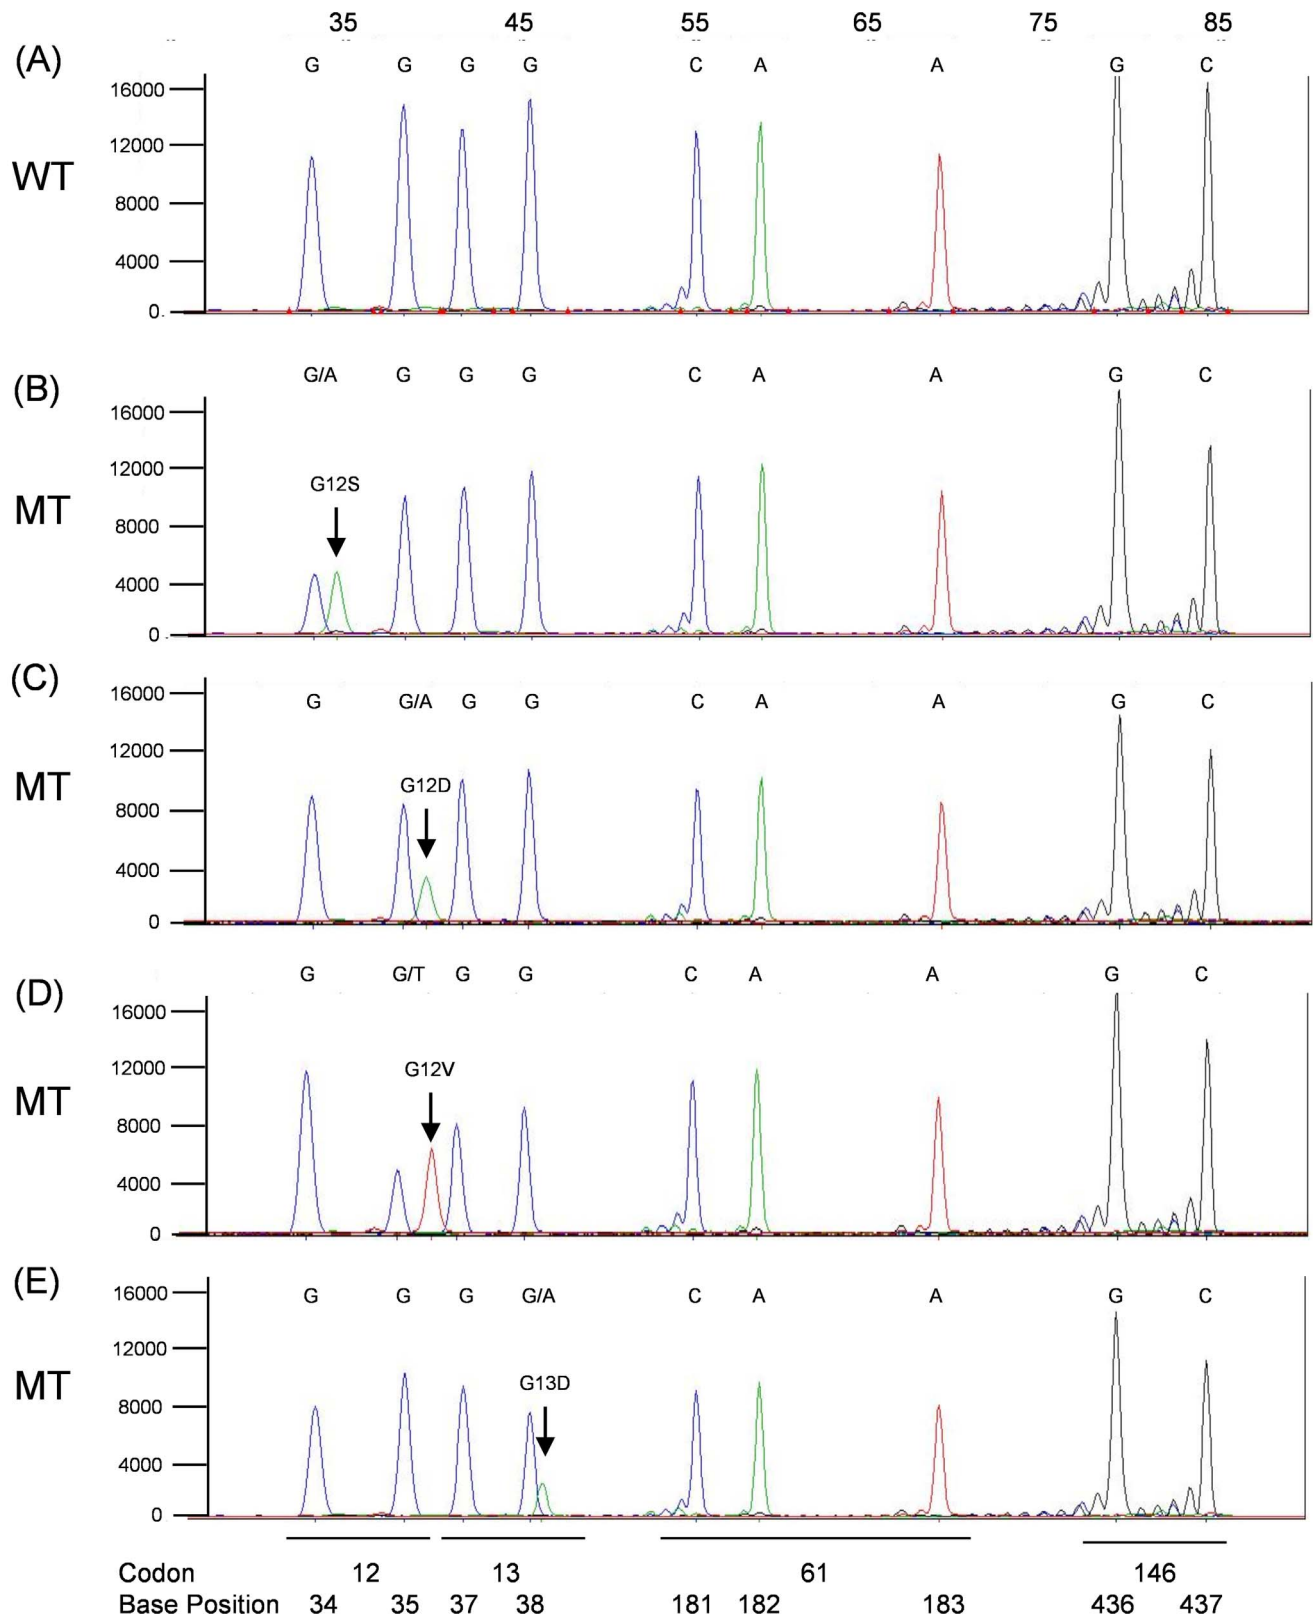 35 45 55 65 75 85
(A)
G G G G C A A G C
16000
12000
WT
8000
4000
0
(B)
G/A G G G C A A G C
16000
12000
G12S
MT
8000
4000
0
(C)
16000
G G/A G G C A A G C
12000
MT
G12D
8000
4000
0
(D)
G G/T G G C A A G C
16000
12000
G12V
MT
8000
4000
0
(E)
16000
G G G G/A C A A G C
12000
MT
G13D
8000
4000
0
Codon 12 13 61 146
Base Position 34 35 37 38 181 182 183 436 437